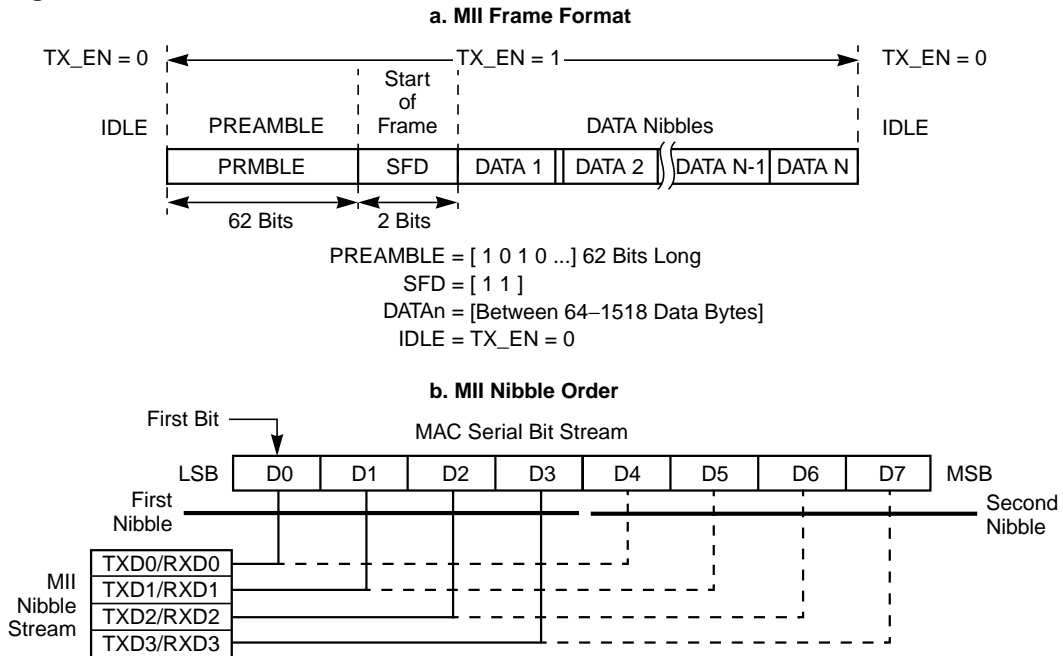 a. MII Frame Format
TX_EN = 0
TX_EN = 1
TX_EN = 0
Start
of
Frame
IDLE
PREAMBLE
DATA Nibbles
IDLE
PRMBLE
SFD
DATA 1
DATA 2
DATA N-1
DATA N
62 Bits
2 Bits
PREAMBLE = [ 1 0 1 0 ...] 62 Bits Long
SFD = [ 1 1 ]
DATAn = [Between 64–1518 Data Bytes]
IDLE = TX_EN = 0
b. MII Nibble Order
First Bit
MAC Serial Bit Stream
LSB
D0
D1
D2
D3
D4
D5
D6
D7
MSB
First
Nibble
Second
Nibble
MII
Nibble
Stream
TXD0/RXD0
TXD1/RXD1
TXD2/RXD2
TXD3/RXD3